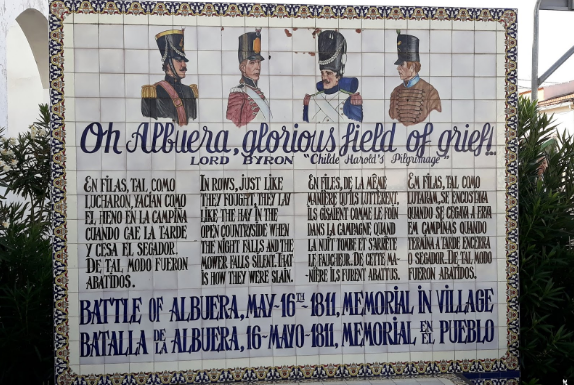 Oh Albuera, glorious field of grief!..
LORD BYRON "Childe Harold's Pilgrimage"
EN FILAS, TAL COMO
LUCHARON, YACÍAN COMO
EL HENO EN LA CAMPIÑA
CUANDO CAE LA TARDE
Y CESA EL SEGADOR.
DE TAL MODO FUERON
ABATIDOS.
IN ROWS, JUST LIKE
THEY FOUGHT, THEY LAY
LIKE THE HAY IN THE
OPEN COUNTRYSIDE WHEN
THE NIGHT FALLS AND THE
MOWER FALLS SILENT. THAT
IS HOW THEY WERE SLAIN.
EN FILES, DE LA MÊME
MANIÈRE QU'ILS LUTTÈRENT,
ILS GISAIENT COMME LE FOIN
DANS LA CAMPAGNE QUAND
LA NUIT TOMBE ET S'ARRÊTE
LE FAUCHEUR. DE CETTE MA-
NIÈRE ILS FURENT ABATTUS.
EM FILAS, TAL COMO
LUTARAM, SE ENCOSTAVA
QUANDO SE CEGAVA A ERA
EM CAMPINAS QUANDO
TERMINA A TARDE ENCERRA
O SEGADOR. DE TAL MODO
FORON ABATIDOS.
BATTLE OF ALBUERA, MAY-16TH-1811, MEMORIAL IN VILLAGE
BATALLA DE LA ALBUERA, 16-MAYO-1811, MEMORIAL EN EL PUEBLO